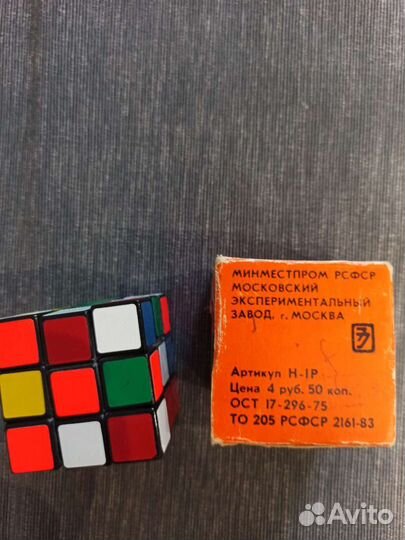 МИНМЕСТПРОМ РСФСР
МОСКОВСКИЙ
ЭКСПЕРИМЕНТАЛЬНЫЙ
ЗАВОД, г. МОСКВА
Артикул Н-IР
Цена 4 руб. 50 коп.
ОСТ 17-296-75
ТО 205 РСФСР 2161-83
Avito